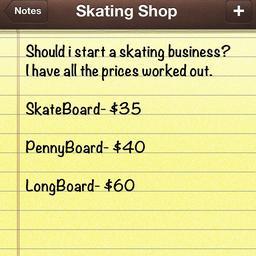 Notes
Skating Shop
+
Should i start a skating business?
I have all the prices worked out.
SkateBoard- $35
PennyBoard- $40
LongBoard- $60